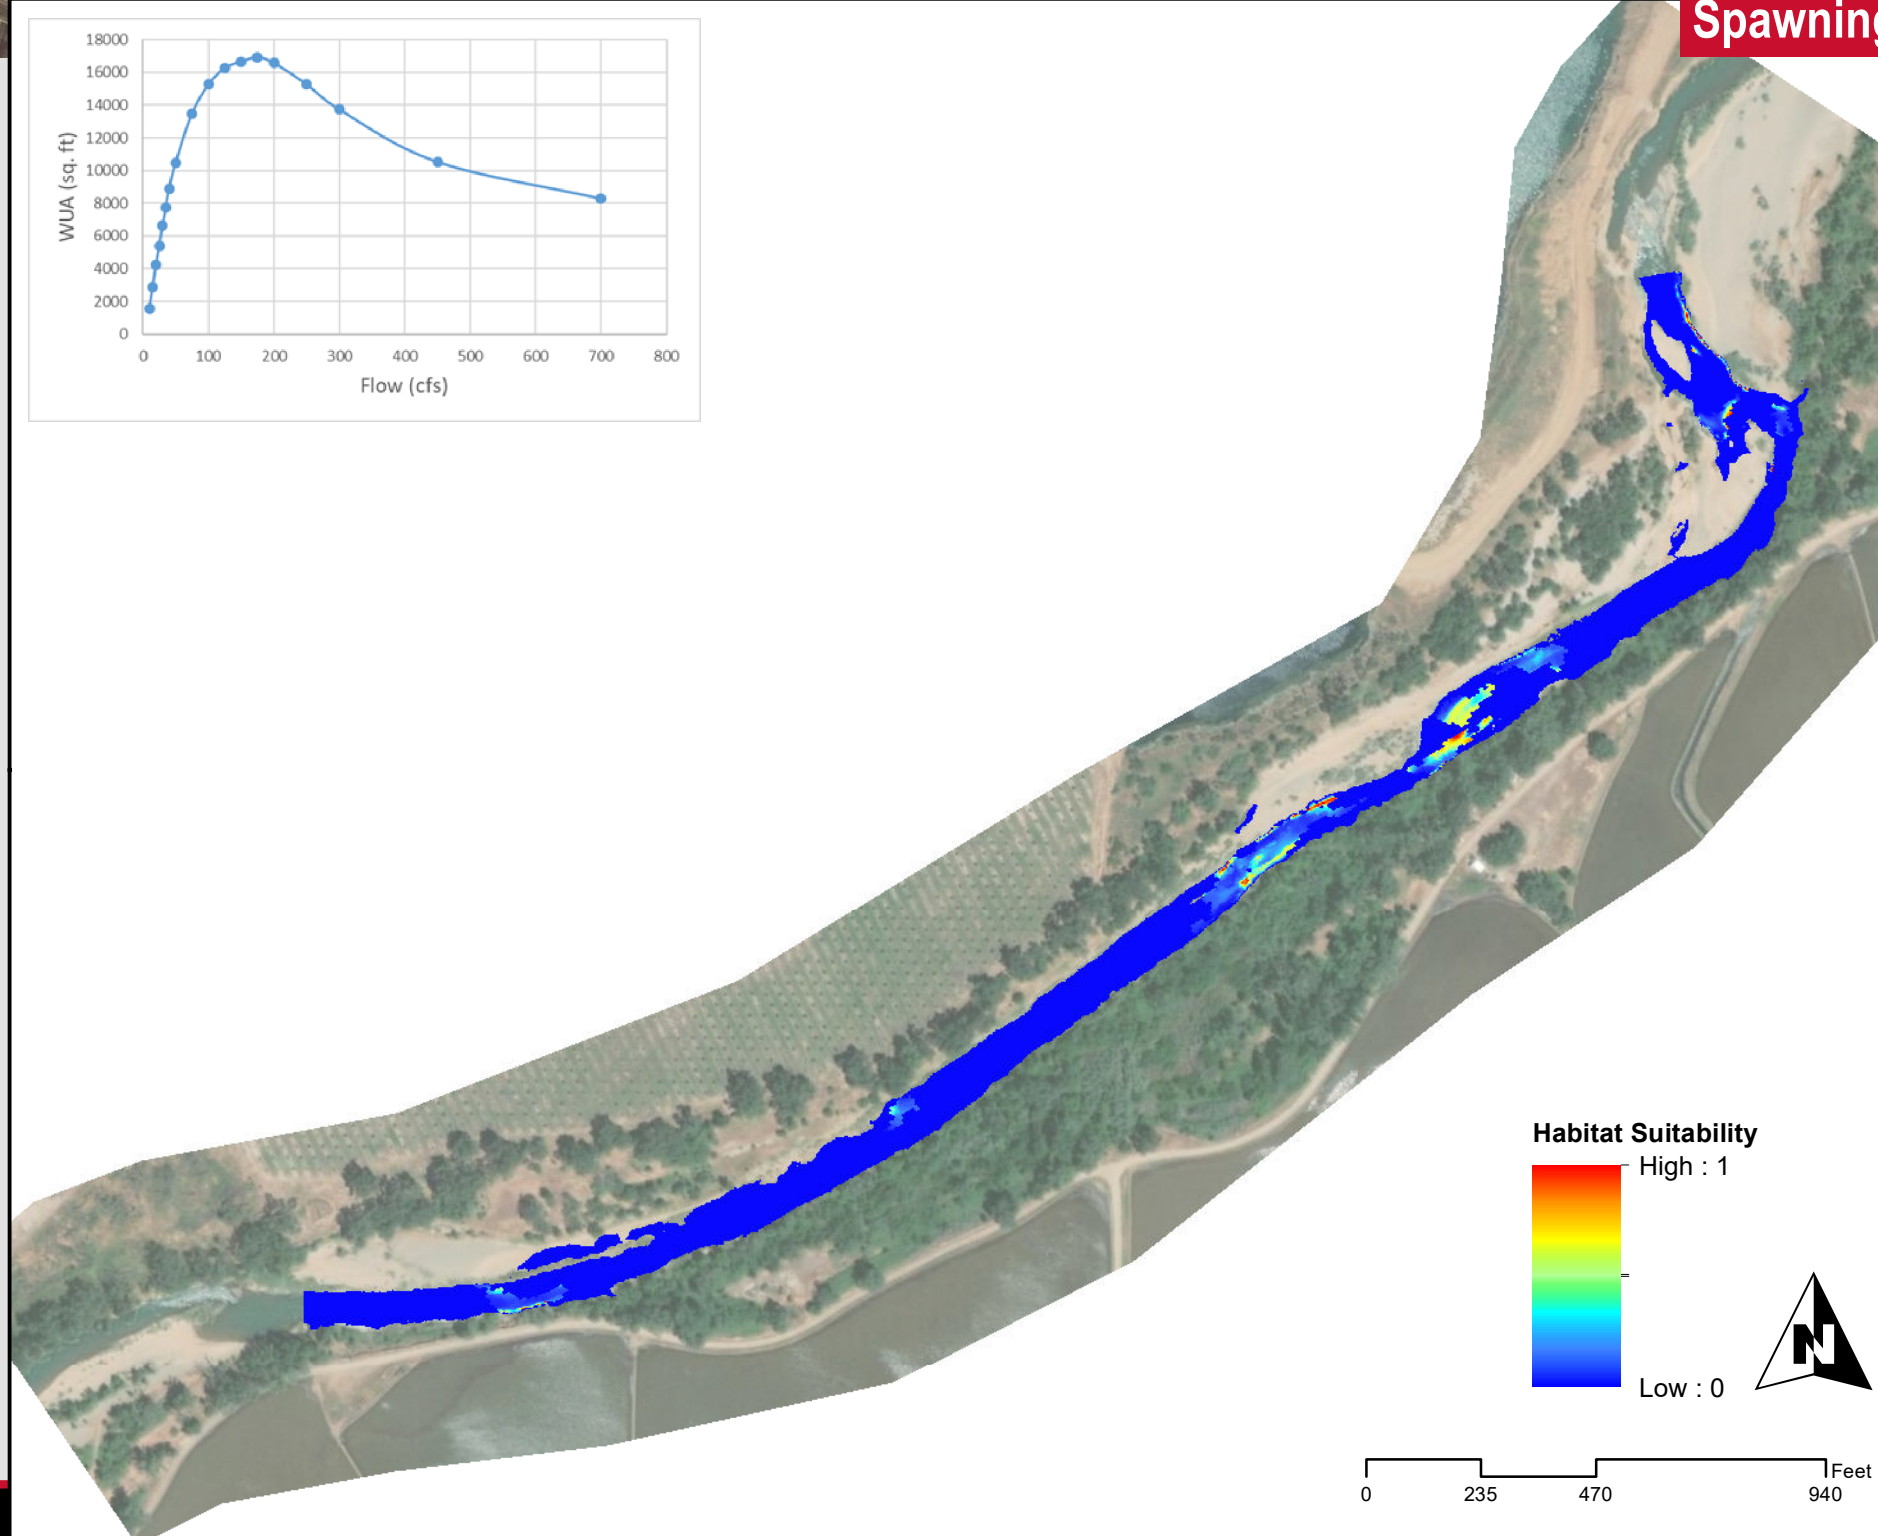 Spawning
18000
16000
14000
12000
10000
8000
6000
4000
2000
0
WUA (sq. ft)
0 100 200 300 400 500 600 700 800
Flow (cfs)
Habitat Suitability
High : 1
Low : 0
N
Feet
0 235 470 940